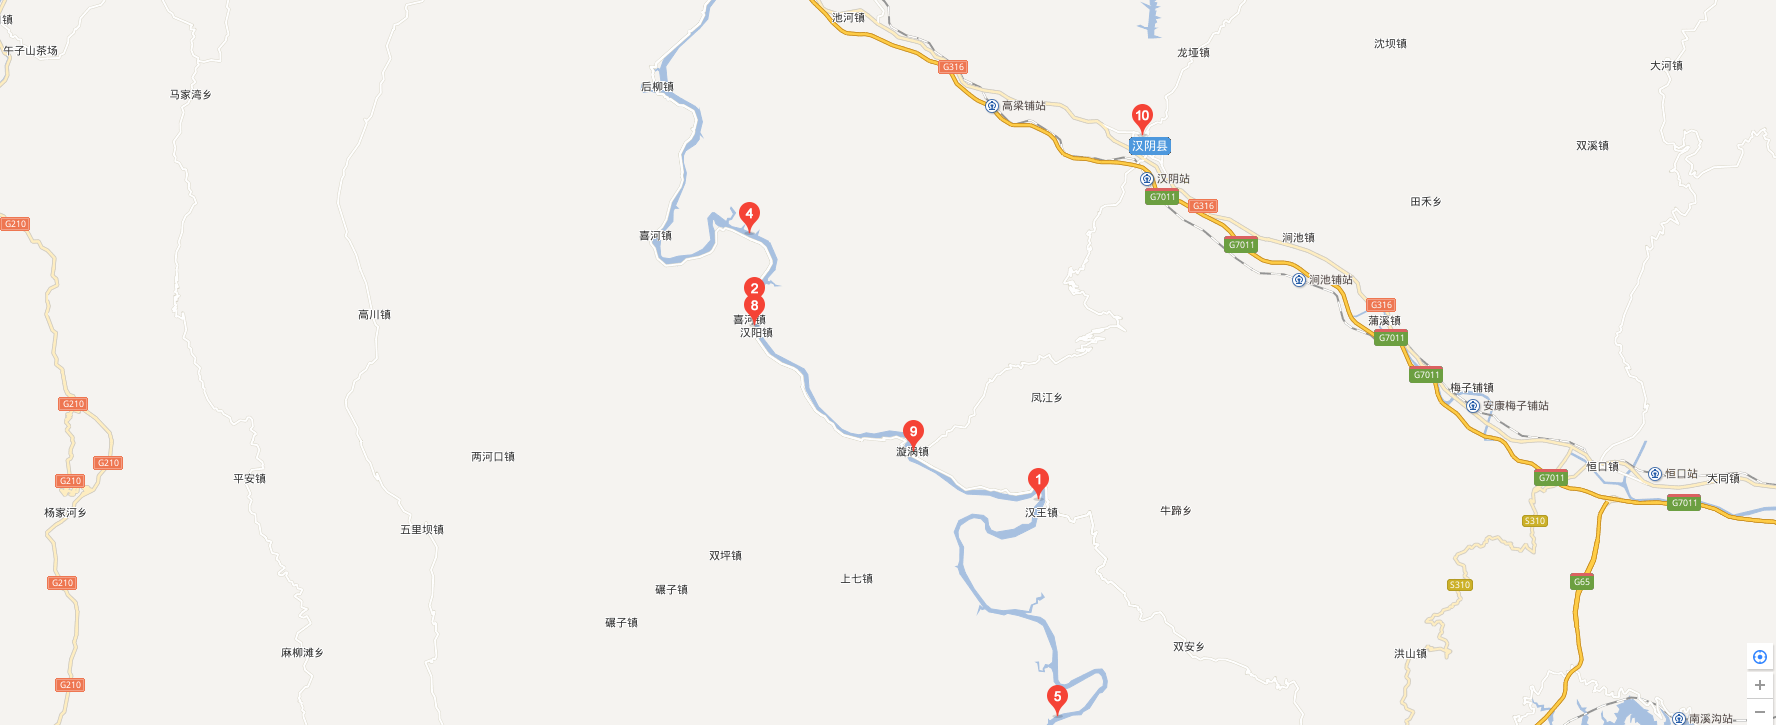 池河镇
镇
午子山茶场
沈坝镇
龙垭镇
大河镇
G316
后柳镇
马家湾乡
高梁铺站
10
汉阴县
双溪镇
汉阴站
G7011
田禾乡
G316
4
G210
喜河镇
涧池镇
G7011
涧池铺站
2
8
G316
高川镇
喜河镇
汉阳镇
蒲溪镇
G7011
G7011
梅子铺镇
凤江乡
G210
安康梅子铺站
9
漩涡镇
两河口镇
G210
恒口镇
恒口站
G210
平安镇
1
G7011
大同镇
G7011
杨家河乡
汉王镇
牛蹄乡
S310
五里坝镇
双坪镇
上七镇
G210
G65
S310
碾子镇
碾子镇
双安乡
麻柳滩乡
洪山镇
G210
5
南溪沟站